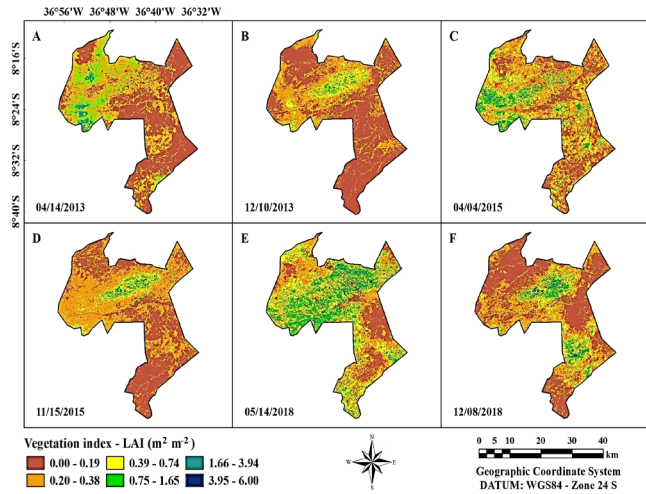 36°56'W 36°48'W 36°40'W 36°32'W
8°16'S
8°24'S
8°32'S
8°40'S
A
B
C
04/14/2013
12/10/2013
04/04/2015
D
E
F
11/15/2015
05/14/2018
12/08/2018
Vegetation index - LAI (m² m⁻²)
0.00 - 0.19
0.39 - 0.74
1.66 - 3.94
0.20 - 0.38
0.75 - 1.65
3.95 - 6.00
N
W
E
S
0 5 10 20 30 40
km
Geographic Coordinate System
DATUM: WGS84 - Zone 24 S